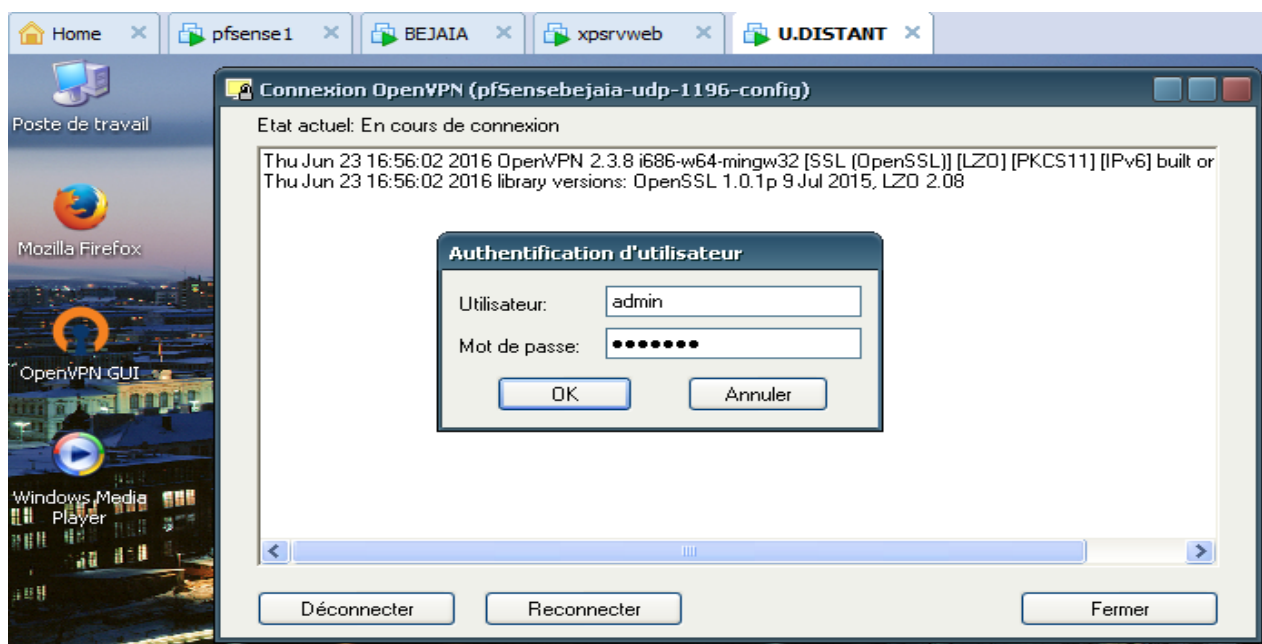 Home
pfsense1
BEJAIA
xpsrvweb
U.DISTANT
Poste de travail
Mozilla Firefox
OpenVPN GUI
Windows Media
Player
Connexion OpenVPN (pfSensebejaia-udp-1196-config)
Etat actuel: En cours de connexion
Thu Jun 23 16:56:02 2016 OpenVPN 2.3.8 i686-w64-mingw32 [SSL (OpenSSL)] [LZO] [PKCS11] [IPv6] built or
Thu Jun 23 16:56:02 2016 library versions: OpenSSL 1.0.1p 9 Jul 2015, LZO 2.08
Authentification d'utilisateur
Utilisateur: admin
Mot de passe: •••••••
OK Annuler
Déconnecter Reconnecter Fermer